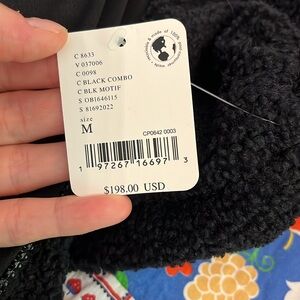 C 8633
V 037006
C 0098
C BLACK COMBO
C BLK MOTIF
S OB1646115
S 81692022
size
M
CP0642 0003
1 97267 16697 3
$198.00 USD